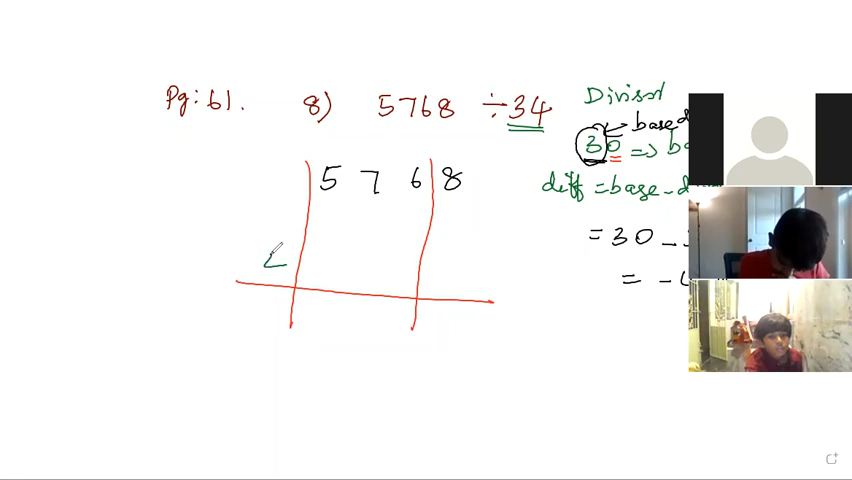 Pg: 61. 8) 5768 ÷ 34
Divisor
base
30 =>
5 7 6 8
diff = base -
= 30 -
= -